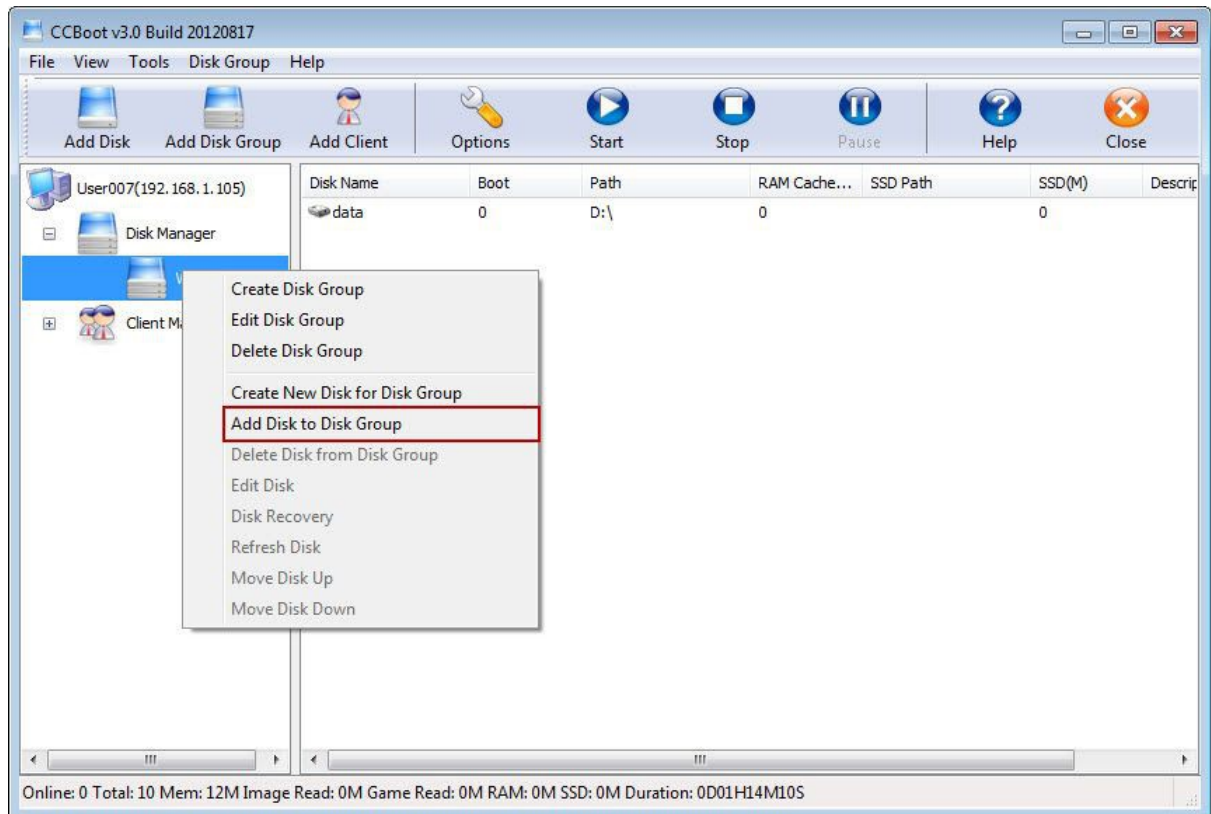 CCBoot v3.0 Build 20120817
File View Tools Disk Group Help
Add Disk Add Disk Group Add Client Options Start Stop Pause Help Close
User007(192.168.1.105)
Disk Name Boot Path RAM Cache... SSD Path SSD(M) Descrip
data 0 D:\ 0 0
Disk Manager
Client Ma
Create Disk Group
Edit Disk Group
Delete Disk Group
Create New Disk for Disk Group
Add Disk to Disk Group
Delete Disk from Disk Group
Edit Disk
Disk Recovery
Refresh Disk
Move Disk Up
Move Disk Down
Online: 0 Total: 10 Mem: 12M Image Read: 0M Game Read: 0M RAM: 0M SSD: 0M Duration: 0D01H14M10S